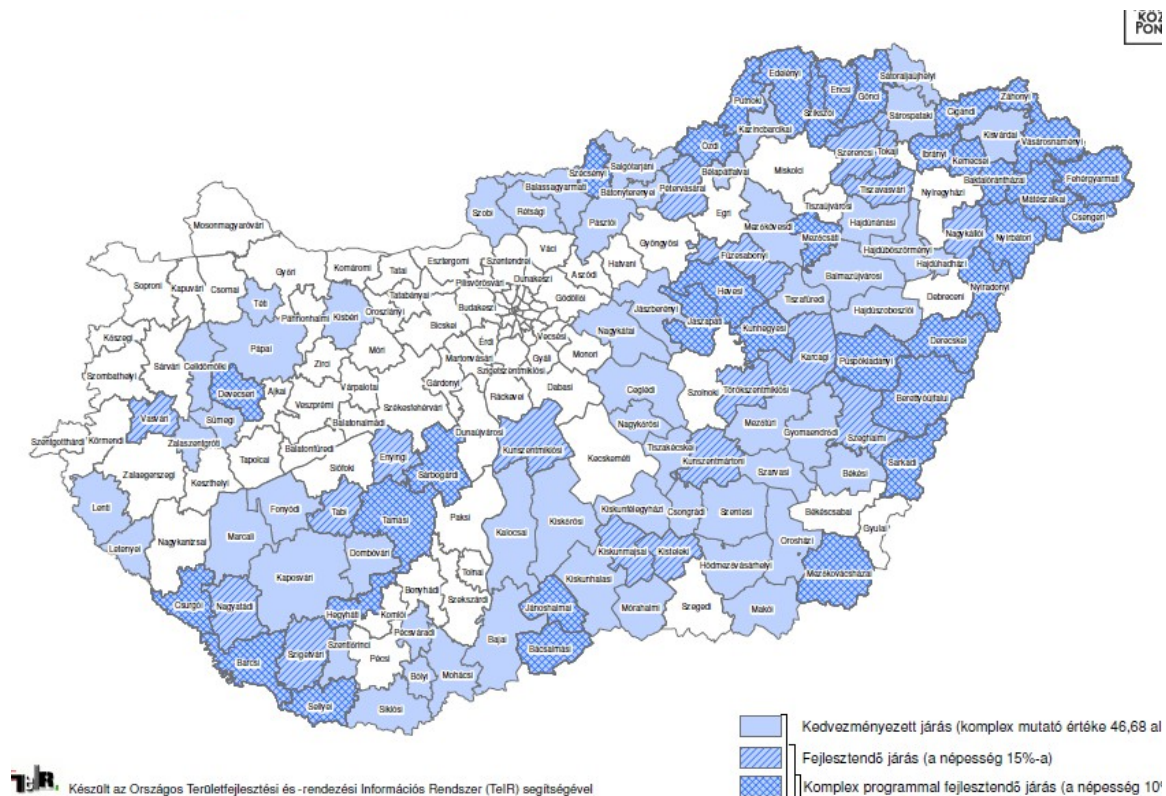 KÖZ
PON
Sátoraljaújhelyi
Edelényi
Encsi
Gönci
Putnoki
Szikszói
Sárospataki
Cigándi
Záhonyi
Kazincbarcikai
Kisvárdai
Vásárosnaményi
Ózdi
Szerencsi
Tokaji
Ibrányi
Kemecsei
Szécsényi
Salgótarjáni
Bélapátfalvai
Miskolci
Baktalórántházai
Fehérgyarmati
Balassagyarmati
Bátonyterenyei
Pétervásárai
Tiszavasvári
Nyíregyházi
Mátészalkai
Szobi
Rétsági
Pásztói
Egri
Tiszaújvárosi
Csengeri
Mosonmagyaróvári
Mezőkövesdi
Mezőcsáti
Hajdúnánási
Nagykállói
Nyírbátori
Váci
Gyöngyösi
Hajdúböszörményi
Füzesabonyi
Hajdúhadházi
Esztergomi
Szentendrei
Hatvani
Balmazújvárosi
Győri
Komáromi
Tatai
Dunakeszi
Aszódi
Pilisvörösvári
Nyíradonyi
Soproni
Kapuvári
Csornai
Hevesi
Tiszafüredi
Debreceni
Tatabányai
Gödöllői
Téti
Pannonhalmi
Kisbéri
Oroszlányi
Budakeszi
Jászberényi
Hajdúszoboszlói
Jászapáti
Kunhegyesi
Bicskei
Nagykátai
Kőszegi
Vecsési
Derecskei
Sárvári
Pápai
Móri
Érdi
Gyáli
Monori
Karcagi
Püspökladányi
Celldömölki
Zirci
Martonvásári
Szombathelyi
Szigetszentmiklósi
Devecseri
Ajkai
Várpalotai
Gárdonyi
Dabasi
Ceglédi
Szolnoki
Törökszentmiklósi
Berettyóújfalui
Veszprémi
Székesfehérvári
Ráckevei
Vasvári
Sümegi
Balatonalmádi
Nagykőrösi
Mezőtúri
Szentgotthárdi
Körmendi
Zalaszentgróti
Dunaújvárosi
Gyomaendrődi
Szeghalmi
Balatonfüredi
Enyingi
Kunszentmiklósi
Tiszakécskei
Tapolcai
Sárbogárdi
Kecskeméti
Kunszentmártoni
Zalaegerszegi
Siófoki
Szarvasi
Békési
Sarkadi
Keszthelyi
Lenti
Fonyódi
Tabi
Tamási
Paksi
Kiskunfélegyházi
Csongrádi
Szentesi
Békéscsabai
Marcali
Kalocsai
Kiskőrösi
Gyulai
Letenyei
Nagykanizsai
Dombóvári
Kiskunmajsai
Kisteleki
Orosházi
Kaposvári
Tolnai
Hódmezővásárhelyi
Mezőkovácsházai
Kiskunhalasi
Bonyhádi
Szekszárdi
Csurgói
Nagyatádi
Hegyháti
Komlói
Jánoshalmai
Mórahalmi
Szegedi
Makói
Pécsváradi
Bajai
Szigetvári
Szentlőrinci
Bácsalmási
Barcsi
Pécsi
Bólyi
Mohácsi
Sellyei
Siklósi
Kedvezményezett járás (komplex mutató értéke 46,68 al
Fejlesztendő járás (a népesség 15%-a)
Komplex programmal fejlesztendő járás (a népesség 10%
TeIR. Készült az Országos Területfejlesztési és -rendezési Információs Rendszer (TeIR) segítségével